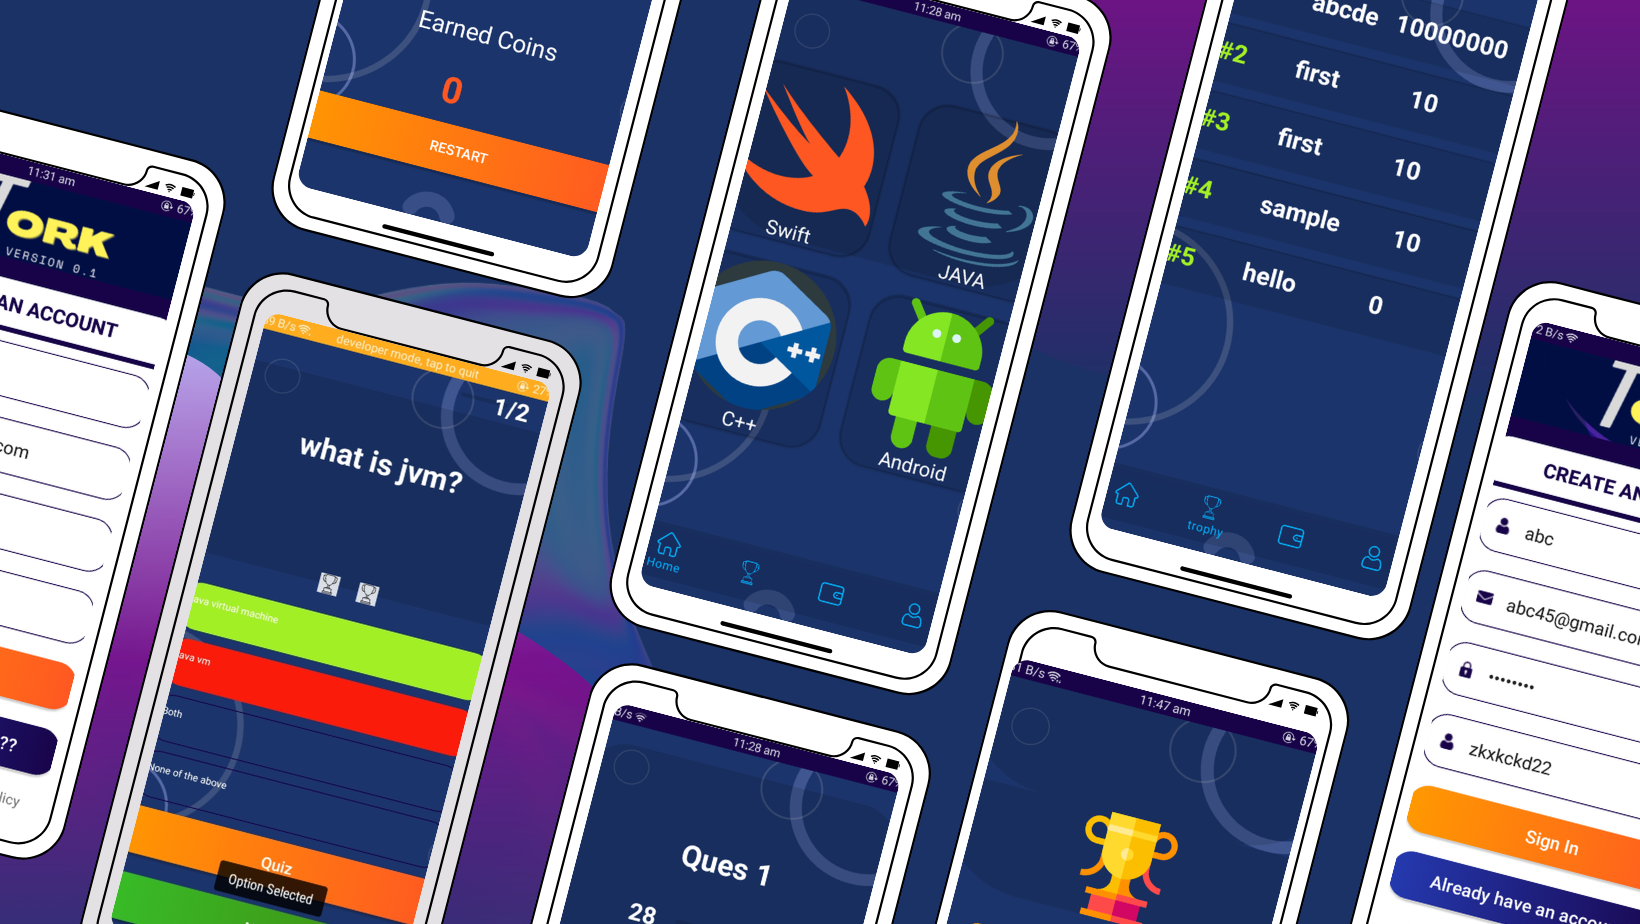 11:31 am
67
TORK
VERSION 0.1
AN ACCOUNT
com
??
licy
Earned Coins
0
RESTART
9 B/s
developer mode, tap to quit
27
1/2
what is jvm?
ava virtual machine
ava vm
Both
None of the above
Quiz
Option Selected
11:28 am
67%
Swift
JAVA
C++
Android
Home
B/s
11:28 am
67
Ques 1
28
abcde 10000000
#2 first 10
#3 first 10
#4 sample 10
#5 hello 0
trophy
1 B/s
11:47 am
67
2 B/s
T
CREATE AN
abc
abc45@gmail.co
••••••••
zkxkckd22
Sign In
Already have an acco